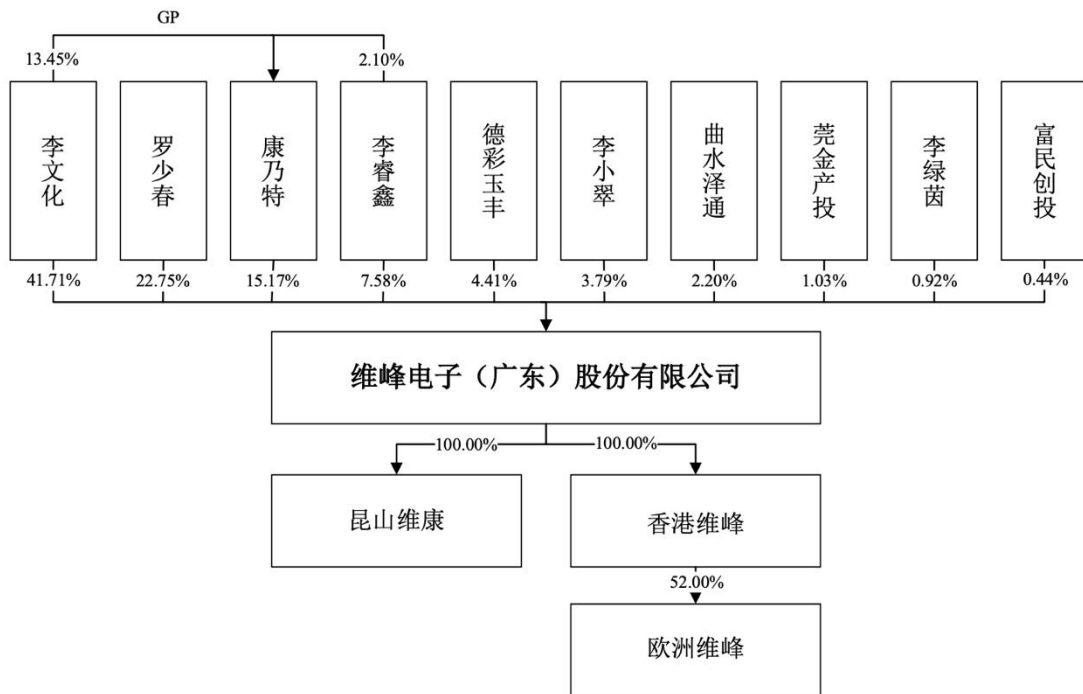 GP
13.45%
2.10%
李文化
罗少春
康乃特
李睿鑫
德彩玉丰
李小翠
曲水泽通
莞金产投
李绿茵
富民创投
41.71%
22.75%
15.17%
7.58%
4.41%
3.79%
2.20%
1.03%
0.92%
0.44%
维峰电子（广东）股份有限公司
100.00%
100.00%
昆山维康
香港维峰
52.00%
欧洲维峰